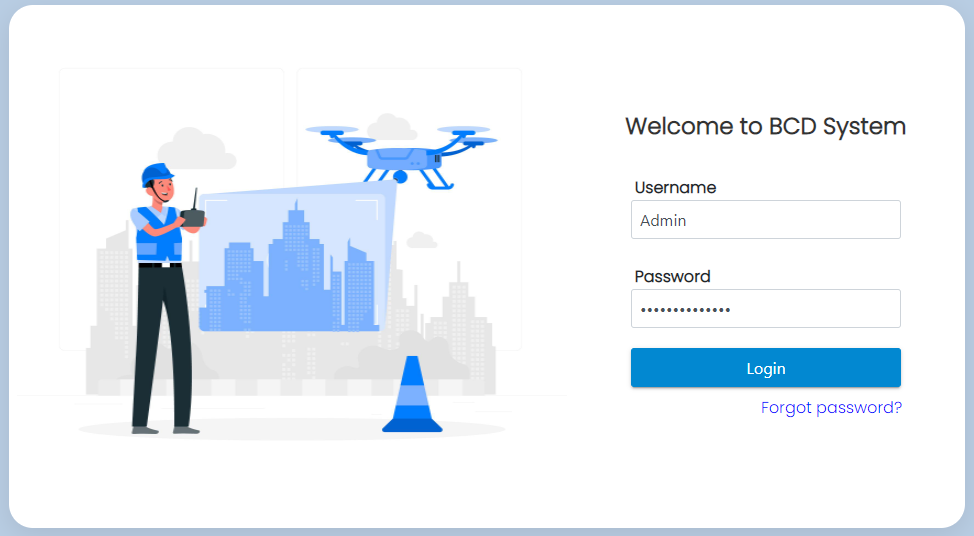 Welcome to BCD System
Username
Admin
Password
••••••••••••••
Login
Forgot password?